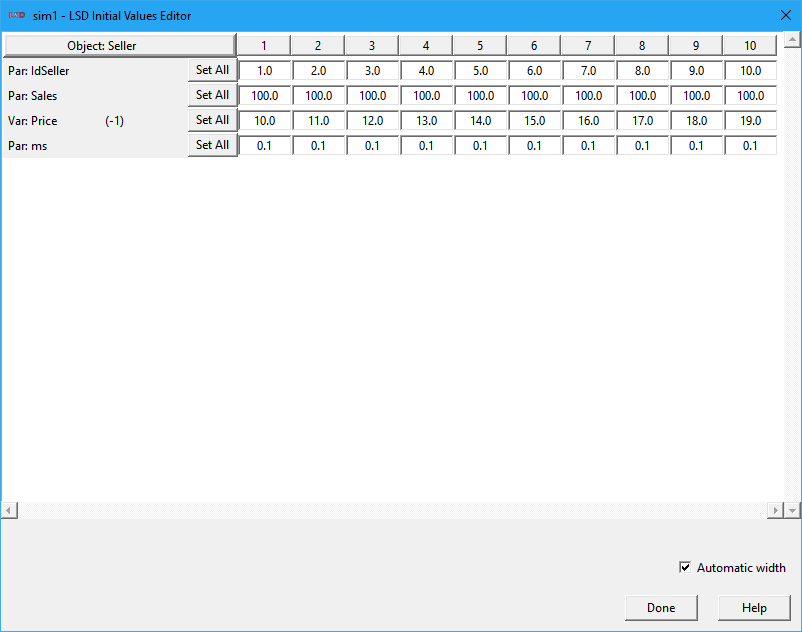 LSD sim1 - LSD Initial Values Editor
Object: Seller 1 2 3 4 5 6 7 8 9 10
Par: IdSeller Set All 1.0 2.0 3.0 4.0 5.0 6.0 7.0 8.0 9.0 10.0
Par: Sales Set All 100.0 100.0 100.0 100.0 100.0 100.0 100.0 100.0 100.0 100.0
Var: Price (-1) Set All 10.0 11.0 12.0 13.0 14.0 15.0 16.0 17.0 18.0 19.0
Par: ms Set All 0.1 0.1 0.1 0.1 0.1 0.1 0.1 0.1 0.1 0.1
Automatic width
Done Help